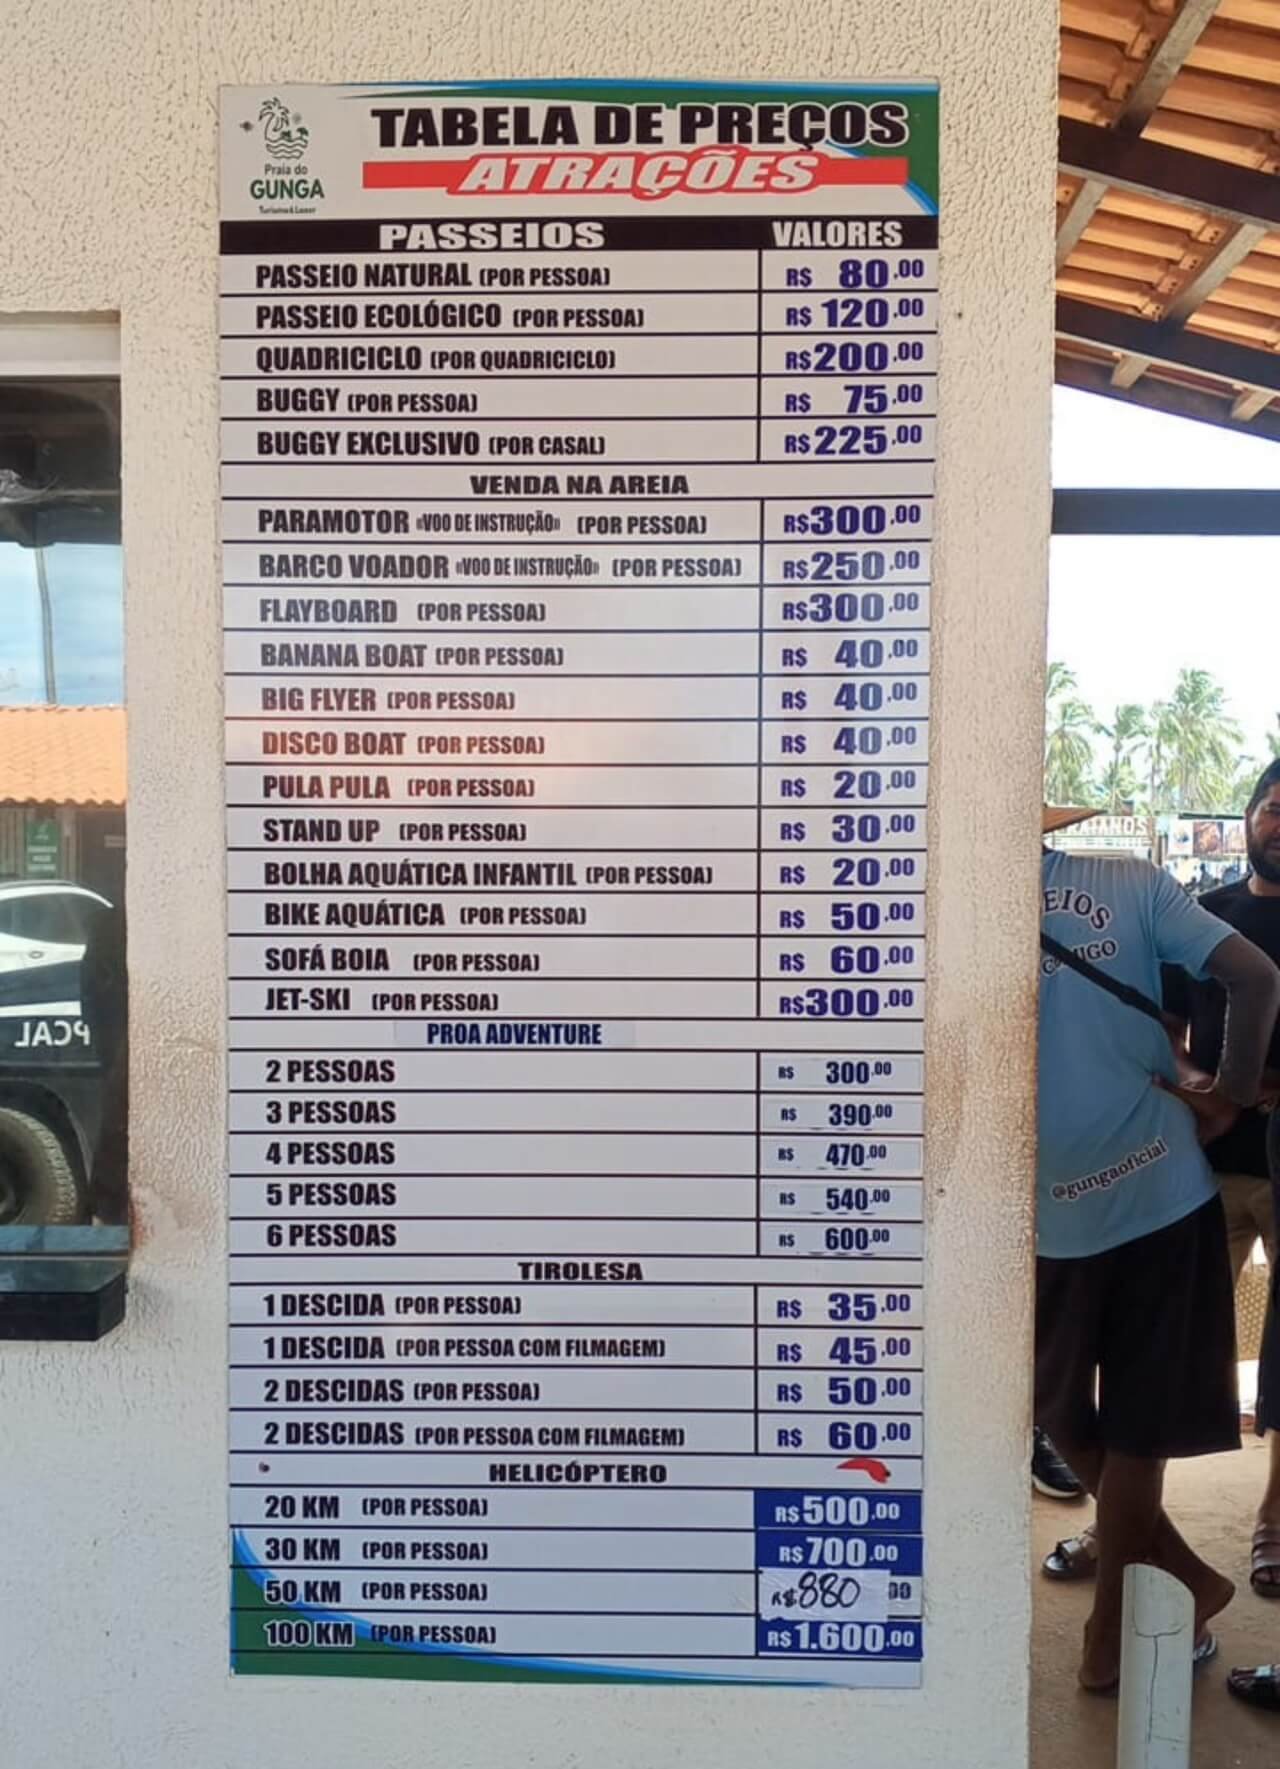 Praia do
GUNGA
Turismo & Lazer
TABELA DE PREÇOS
ATRAÇÕES
PASSEIOS VALORES
PASSEIO NATURAL (POR PESSOA) R$ 80,00
PASSEIO ECOLÓGICO (POR PESSOA) R$ 120,00
QUADRICICLO (POR QUADRICICLO) R$ 200,00
BUGGY (POR PESSOA) R$ 75,00
BUGGY EXCLUSIVO (POR CASAL) R$ 225,00
VENDA NA AREIA
PARAMOTOR «VOO DE INSTRUÇÃO» (POR PESSOA) R$ 300,00
BARCO VOADOR «VOO DE INSTRUÇÃO» (POR PESSOA) R$ 250,00
FLAYBOARD (POR PESSOA) R$ 300,00
BANANA BOAT (POR PESSOA) R$ 40,00
BIG FLYER (POR PESSOA) R$ 40,00
DISCO BOAT (POR PESSOA) R$ 40,00
PULA PULA (POR PESSOA) R$ 20,00
STAND UP (POR PESSOA) R$ 30,00
BOLHA AQUÁTICA INFANTIL (POR PESSOA) R$ 20,00
BIKE AQUÁTICA (POR PESSOA) R$ 50,00
SOFÁ BOIA (POR PESSOA) R$ 60,00
JET-SKI (POR PESSOA) R$ 300,00
PROA ADVENTURE
2 PESSOAS R$ 300,00
3 PESSOAS R$ 390,00
4 PESSOAS R$ 470,00
5 PESSOAS R$ 540,00
6 PESSOAS R$ 600,00
TIROLESA
1 DESCIDA (POR PESSOA) R$ 35,00
1 DESCIDA (POR PESSOA COM FILMAGEM) R$ 45,00
2 DESCIDAS (POR PESSOA) R$ 50,00
2 DESCIDAS (POR PESSOA COM FILMAGEM) R$ 60,00
HELICÓPTERO
20 KM (POR PESSOA) R$ 500,00
30 KM (POR PESSOA) R$ 700,00
50 KM (POR PESSOA) R$ 880 00
100 KM (POR PESSOA) R$ 1.600,00
PCAL
EIOS
@gungaoficial